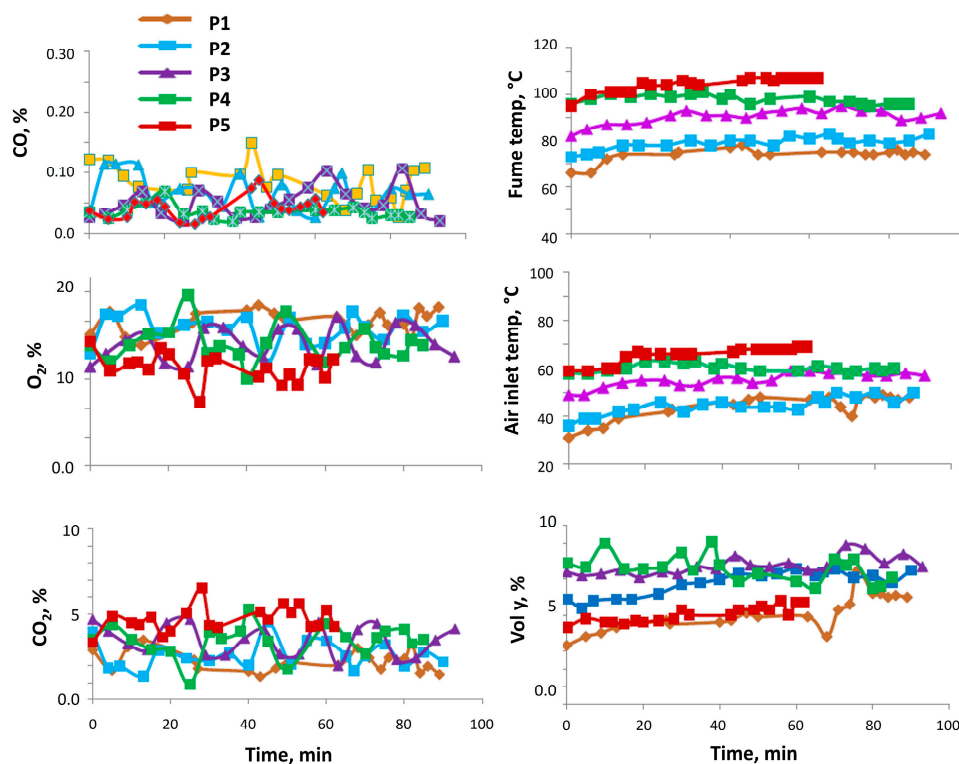 P1
P2
P3
P4
P5
CO, %
0.30
0.20
0.10
0.0
Fume temp, °C
120
100
80
60
40
O2, %
20
10
0.0
Air inlet temp, °C
100
80
60
40
20
CO2, %
10
5
0.0
0 20 40 60 80 100
Time, min
Vol γ, %
10
5
0.0
0 20 40 60 80 100
Time, min